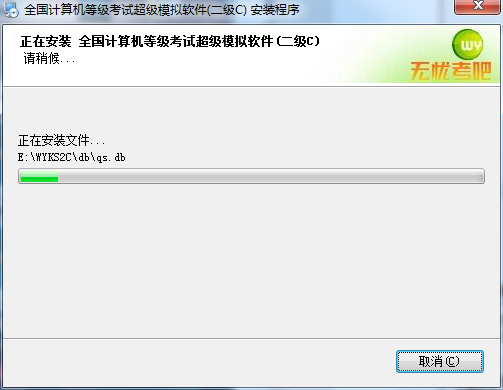 全国计算机等级考试超级模拟软件(二级C) 安装程序
正在安装 全国计算机等级考试超级模拟软件(二级C)
请稍候...
WY
无忧考吧
正在安装文件...
E:\WYKS2C\db\qs.db
取消(C)